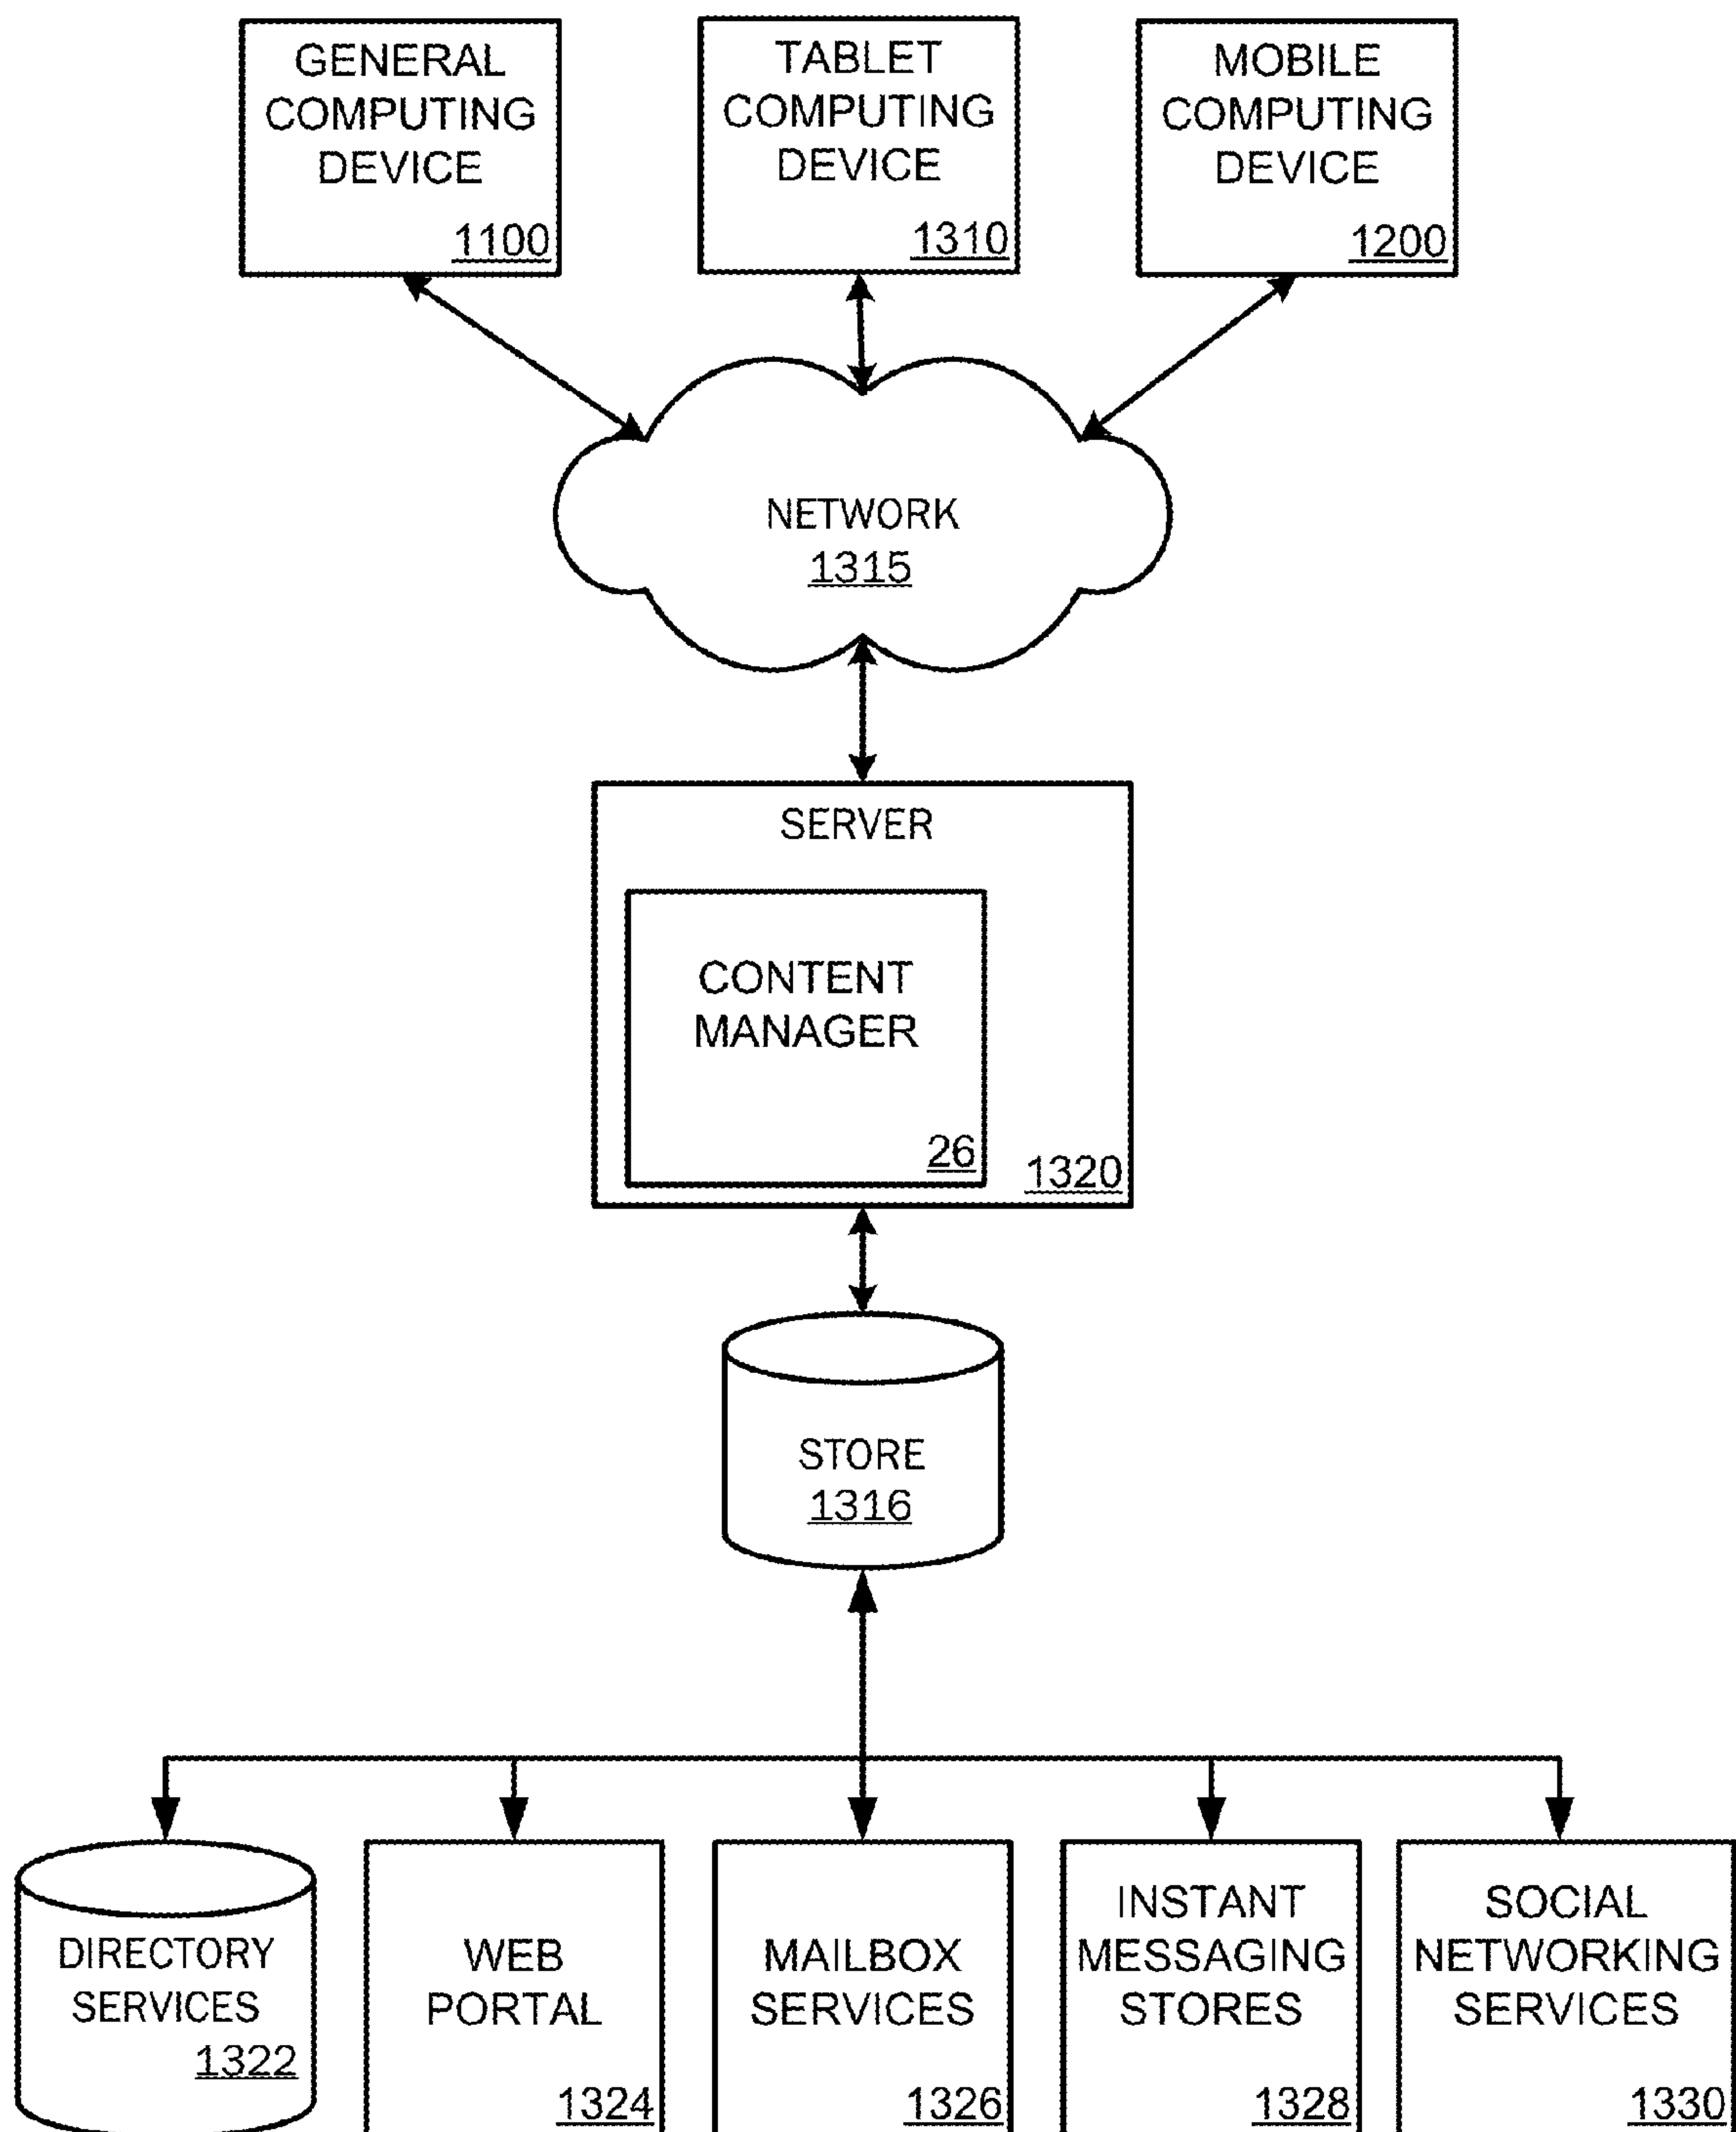 GENERAL
COMPUTING
DEVICE
1100
TABLET
COMPUTING
DEVICE
1310
MOBILE
COMPUTING
DEVICE
1200
NETWORK
1315
SERVER
CONTENT
MANAGER
26
1320
STORE
1316
DIRECTORY
SERVICES
1322
WEB
PORTAL
1324
MAILBOX
SERVICES
1326
INSTANT
MESSAGING
STORES
1328
SOCIAL
NETWORKING
SERVICES
1330